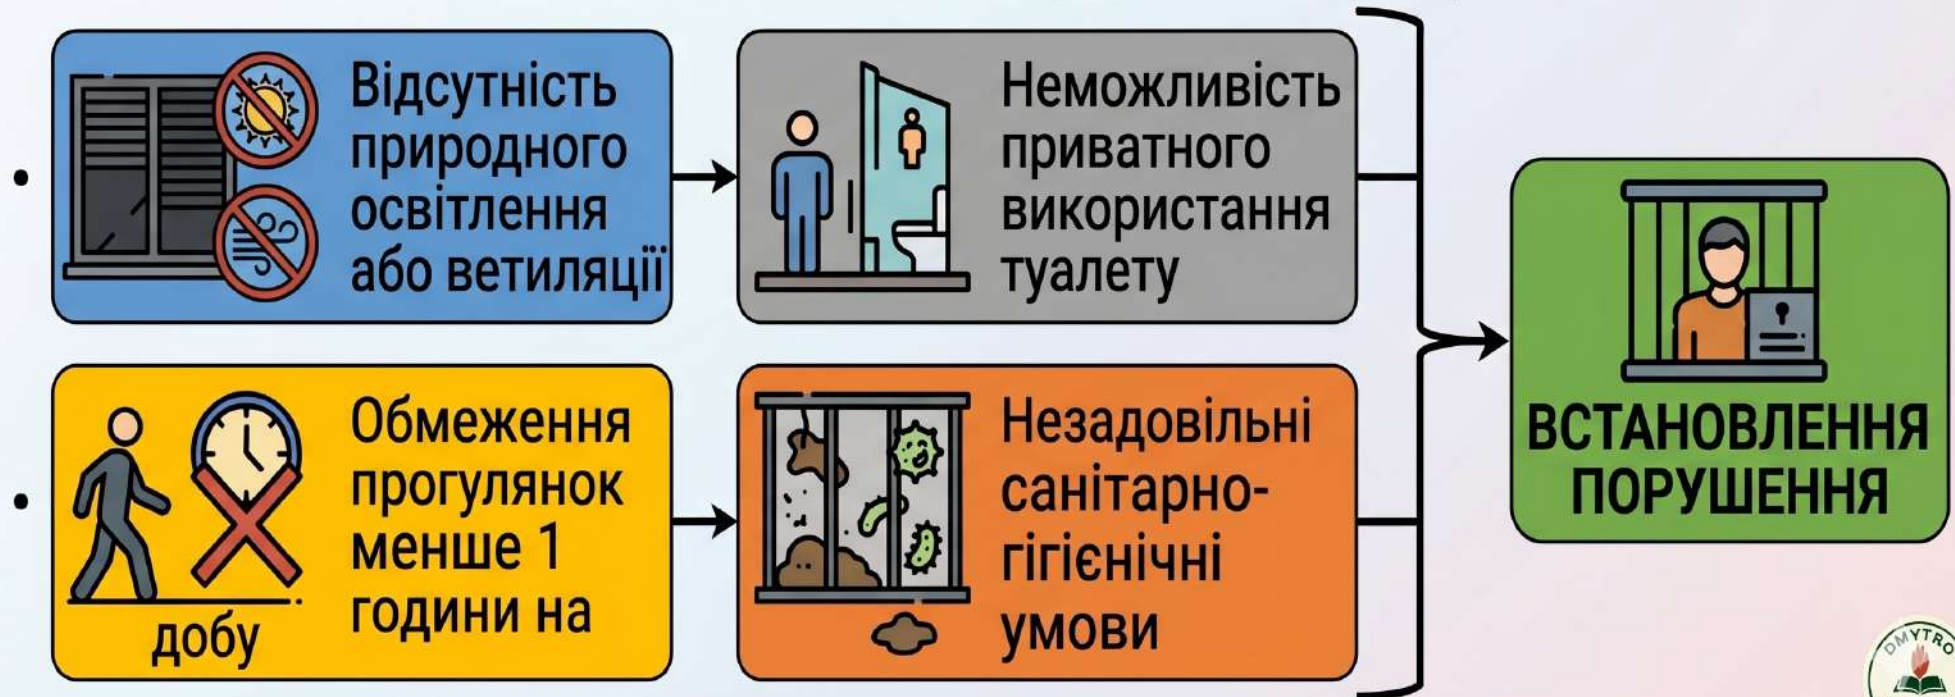 Відсутність
природного
освітлення
або ветиляції
Неможливість
приватного
використання
туалету
Обмеження
прогулянок
менше 1
години на
добу
Незадовільні
санітарно-
гігієнічні
умови
ВСТАНОВЛЕННЯ
ПОРУШЕННЯ
DMYTRO